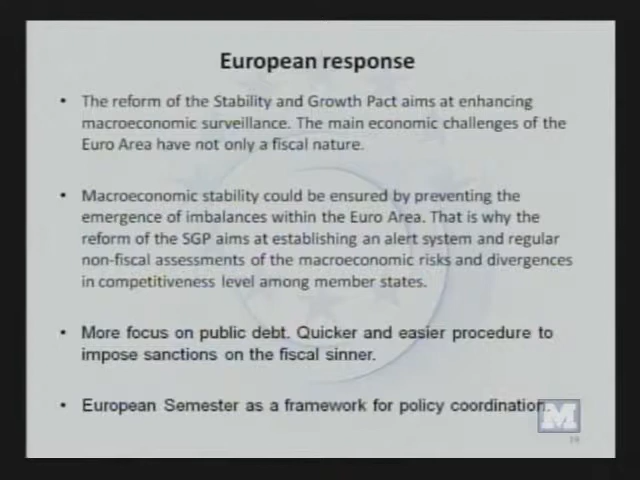 European response
• The reform of the Stability and Growth Pact aims at enhancing
macroeconomic surveillance. The main economic challenges of the
Euro Area have not only a fiscal nature.
• Macroeconomic stability could be ensured by preventing the
emergence of imbalances within the Euro Area. That is why the
reform of the SGP aims at establishing an alert system and regular
non-fiscal assessments of the macroeconomic risks and divergences
in competitiveness level among member states.
• More focus on public debt. Quicker and easier procedure to
impose sanctions on the fiscal sinner.
• European Semester as a framework for policy coordination
M